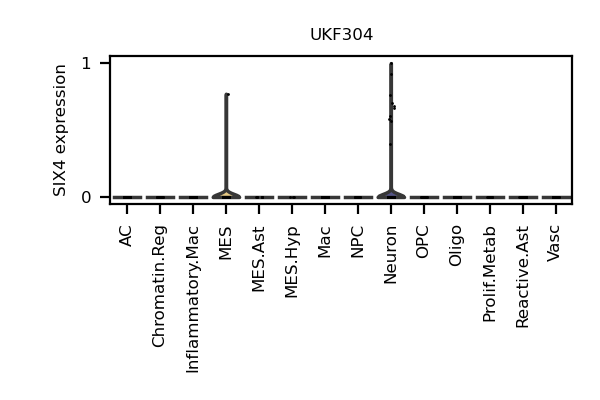 UKF304
SIX4 expression
1
0
AC
Chromatin.Reg
Inflammatory.Mac
MES
MES.Ast
MES.Hyp
Mac
NPC
Neuron
OPC
Oligo
Prolif.Metab
Reactive.Ast
Vasc